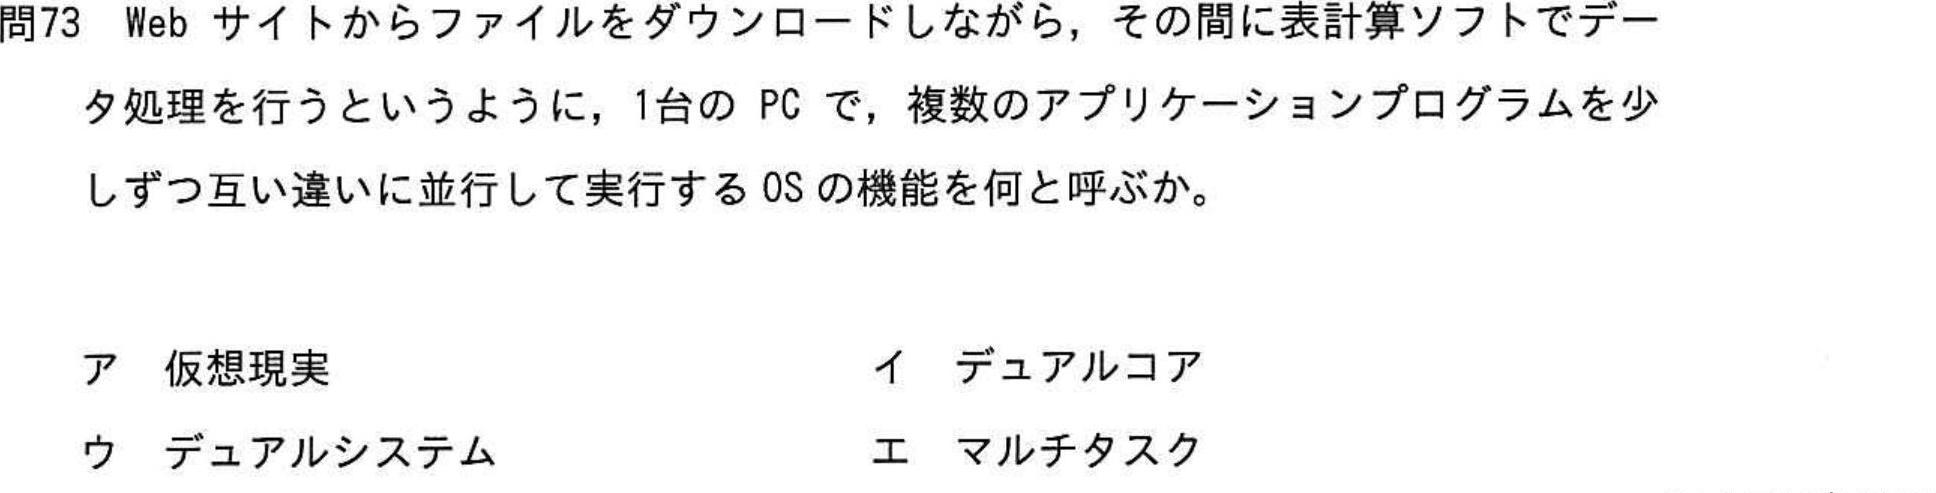 問73　Web サイトからファイルをダウンロードしながら，その間に表計算ソフトでデー
タ処理を行うというように，1台の PC で，複数のアプリケーションプログラムを少
しずつ互い違いに並行して実行する OS の機能を何と呼ぶか。
ア　仮想現実　イ　デュアルコア
ウ　デュアルシステム　エ　マルチタスク